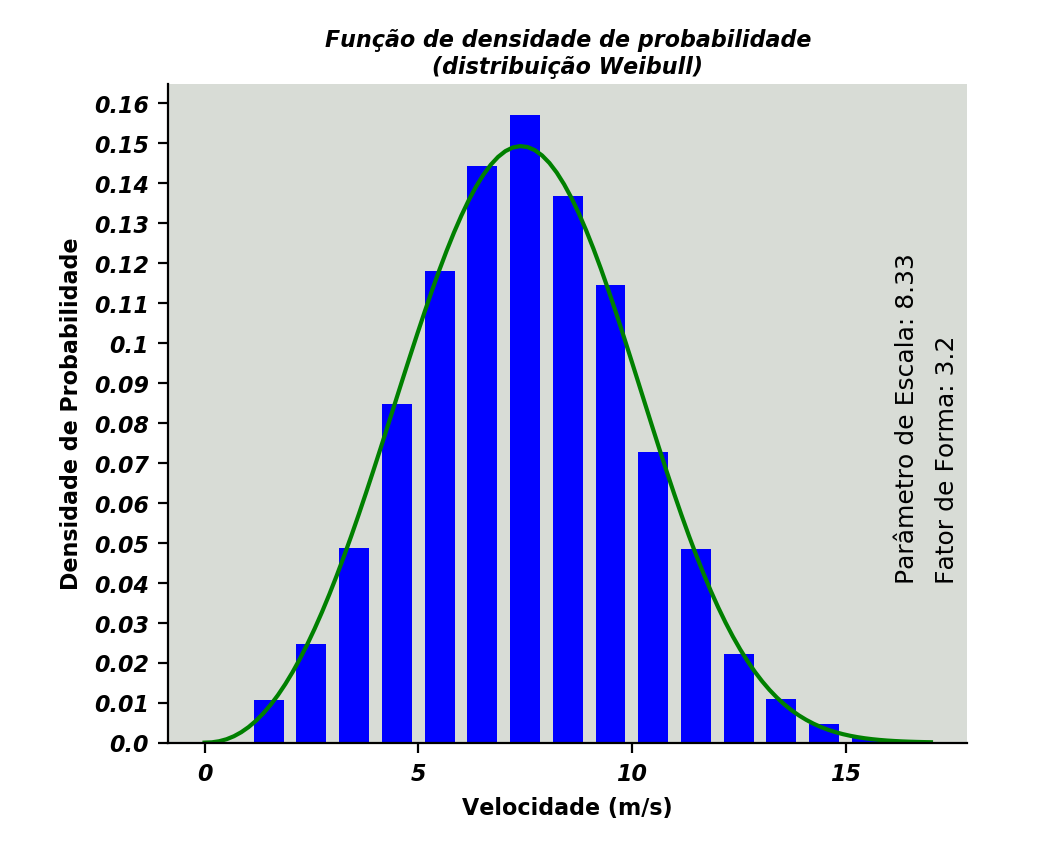 Função de densidade de probabilidade
(distribuição Weibull)
0.16
0.15
0.14
0.13
0.12
0.11
0.1
0.09
0.08
0.07
0.06
0.05
0.04
0.03
0.02
0.01
0.0
Densidade de Probabilidade
Parâmetro de Escala: 8.33
Fator de Forma: 3.2
0 5 10 15
Velocidade (m/s)